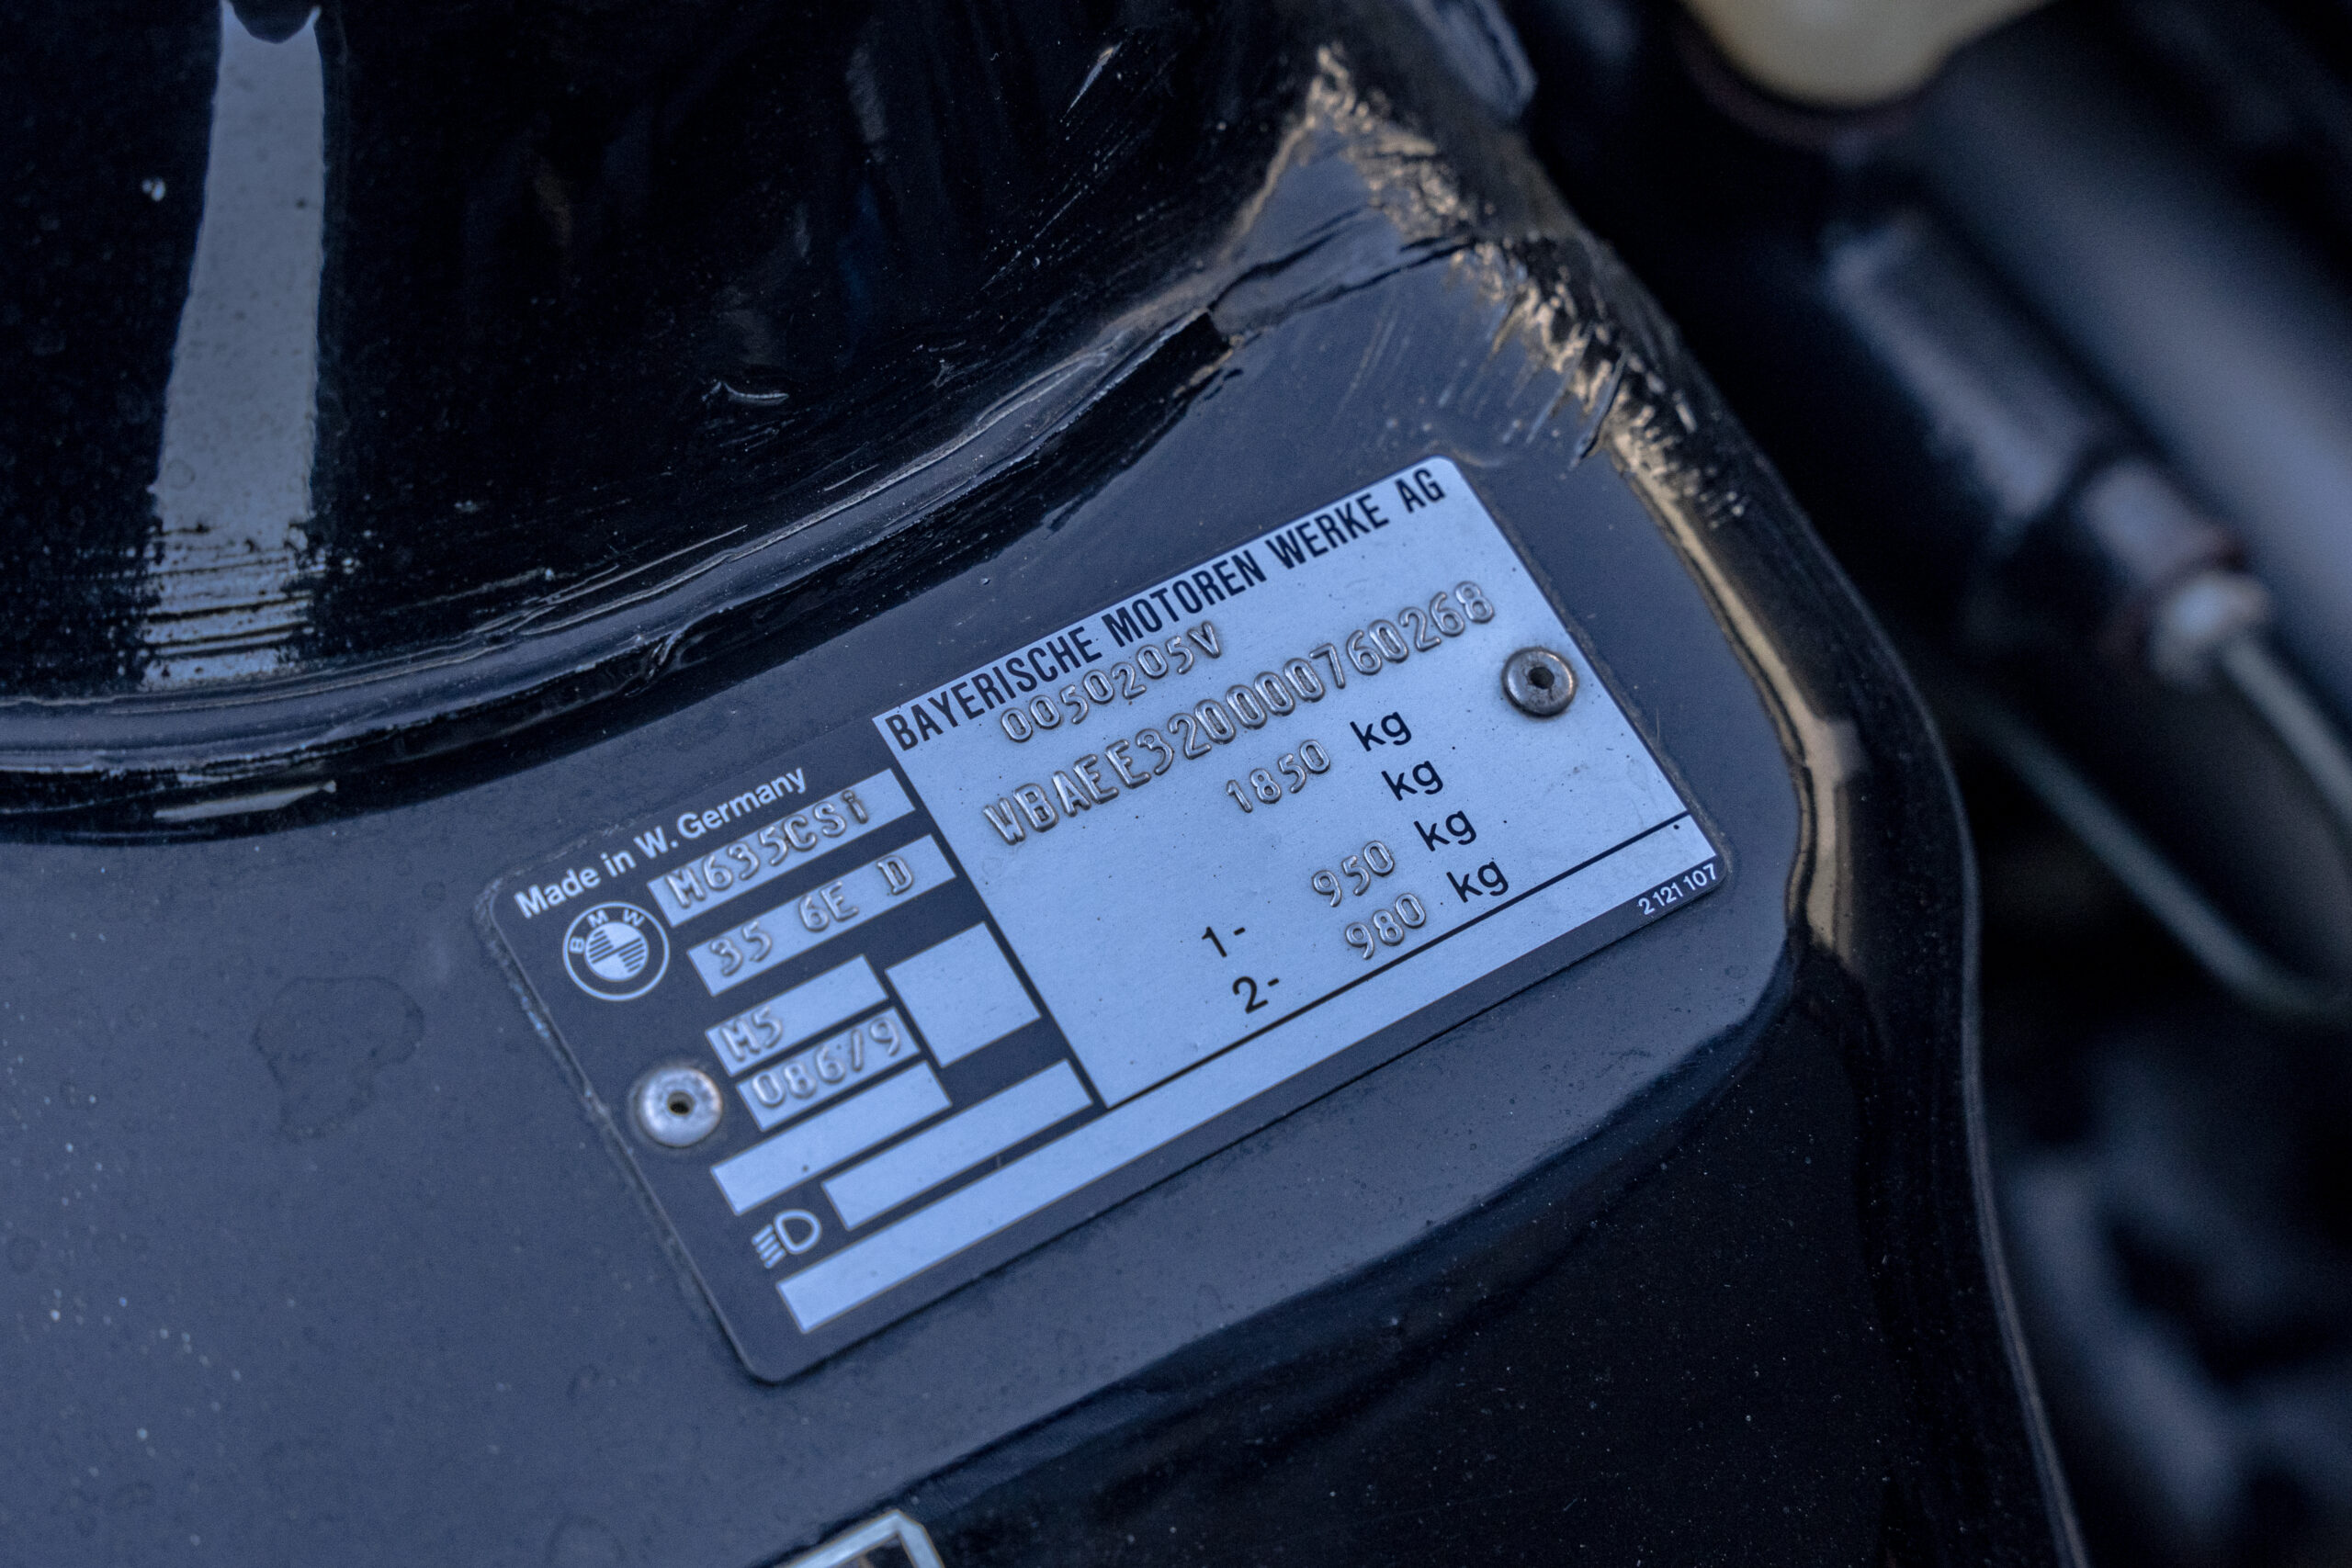 Made in W. Germany
BMW
M635CSi
35 6E D
M5
086/9
BAYERISCHE MOTOREN WERKE AG
0050205V
WBAEE320000760268
1850 kg
kg
1- 950 kg
2- 980 kg
2 121 107